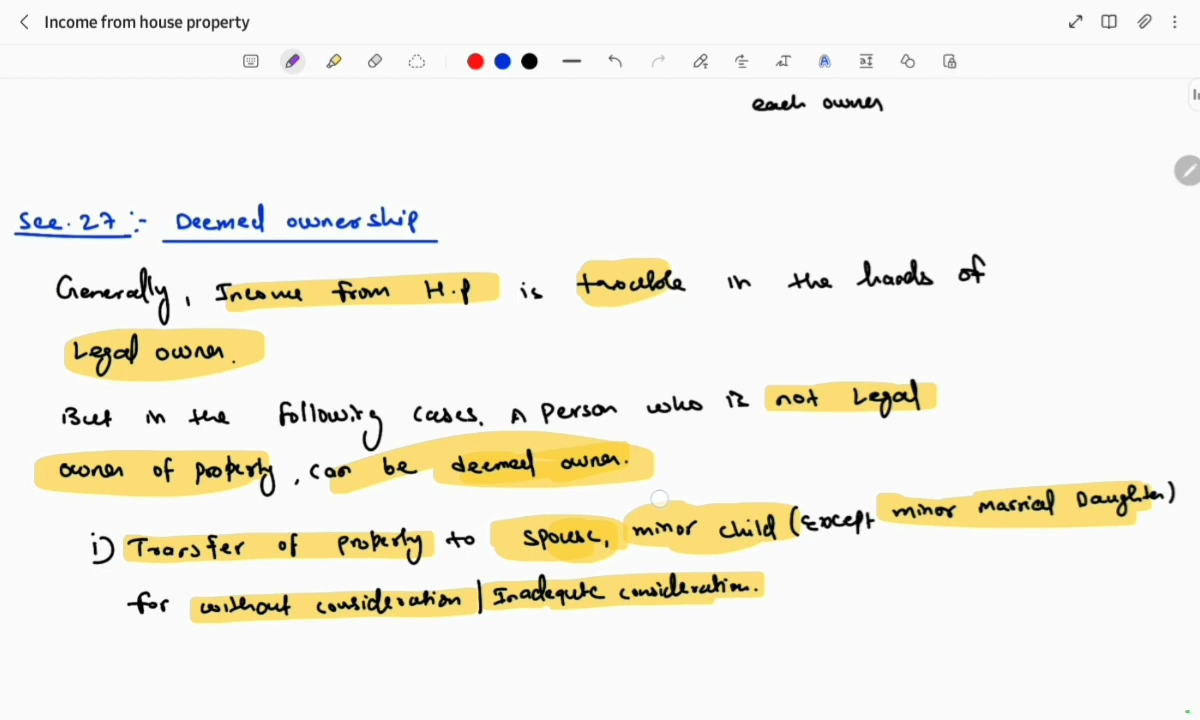 Income from house property
each owner
Sec. 27 :- Deemed ownership
Generally, Income from H.p is taxable in the hands of
Legal owner.
But in the following cases, A person who is not Legal
owner of property, can be deemed owner.
i) Transfer of property to spouse, minor child (Except minor married Daughter)
for without consideration | Inadequte consideration.